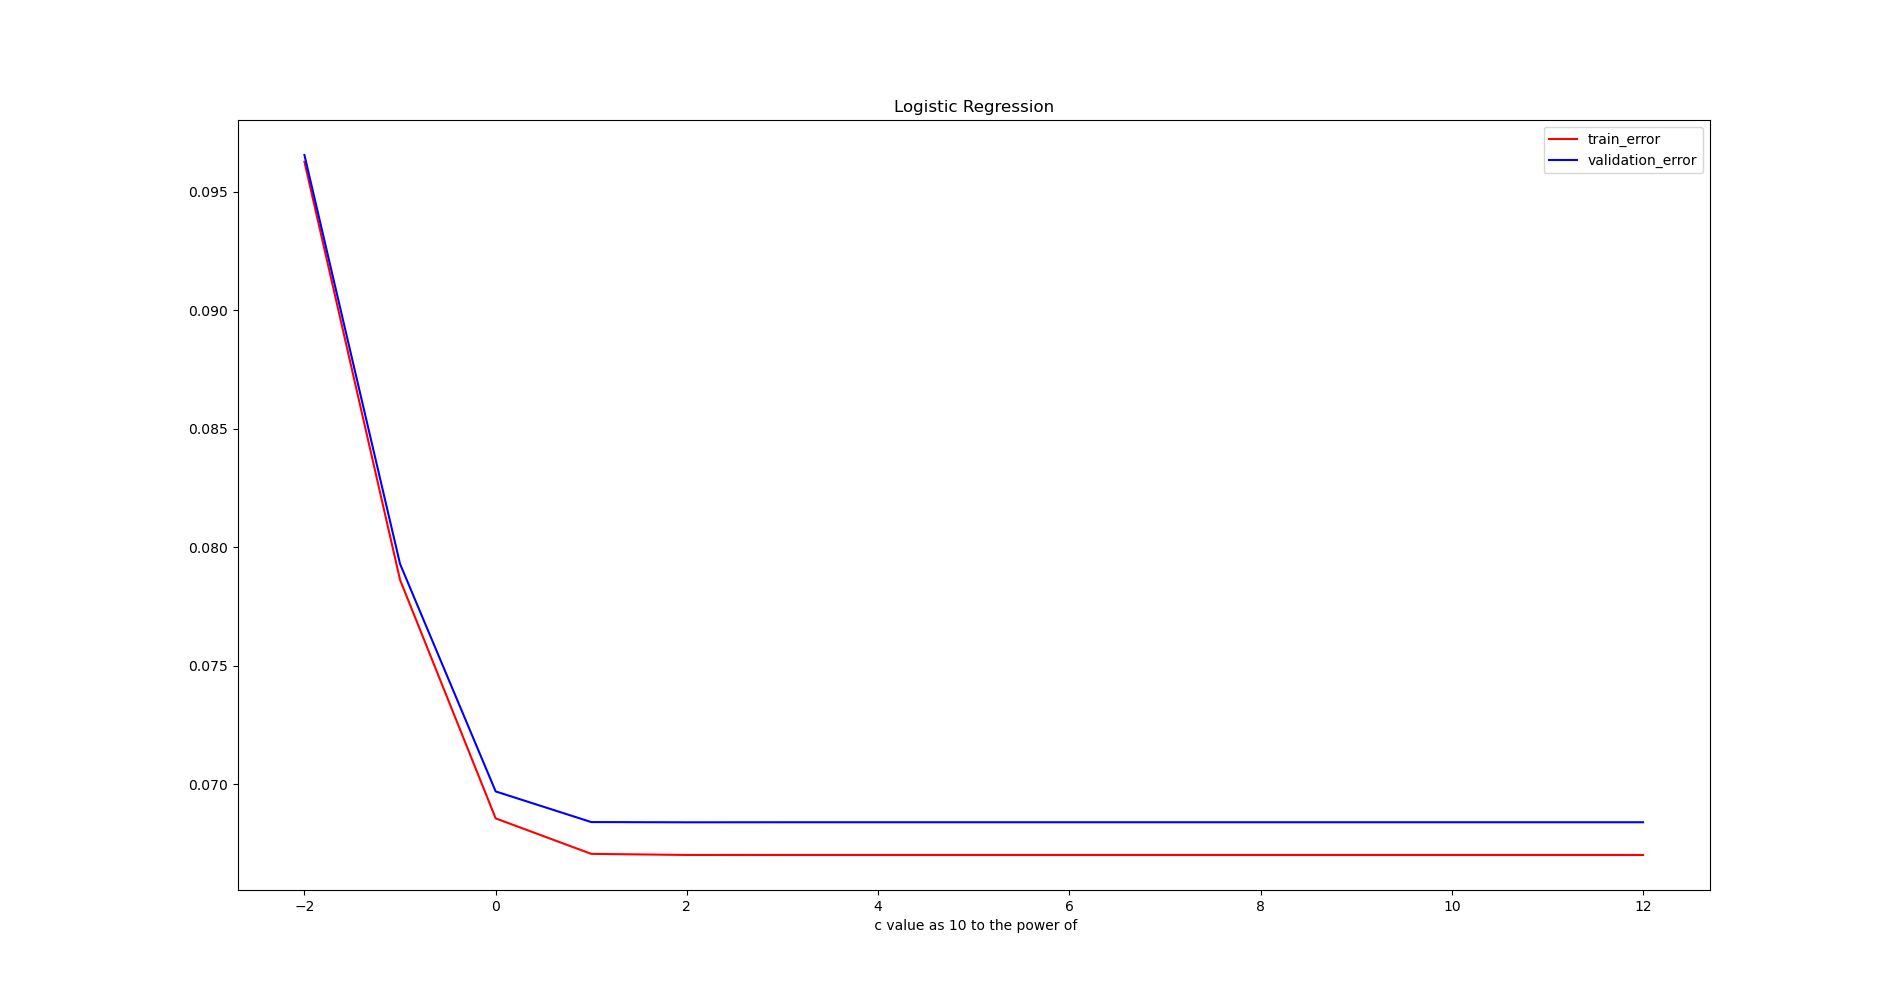 Logistic Regression
train_error
validation_error
0.095
0.090
0.085
0.080
0.075
0.070
−2 0 2 4 6 8 10 12
c value as 10 to the power of